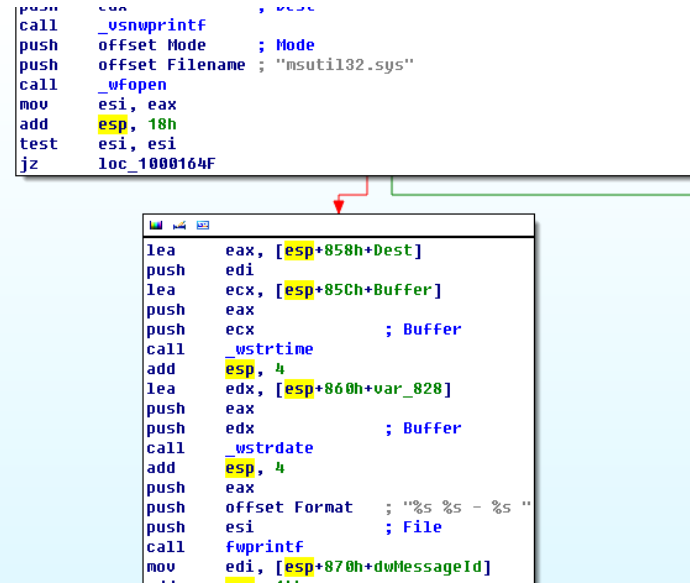 push eax ; Dest
call _vsnwprintf
push offset Mode ; Mode
push offset Filename ; "msutil32.sys"
call _wfopen
mov esi, eax
add esp, 18h
test esi, esi
jz loc_1000164F
lea eax, [esp+858h+Dest]
push edi
lea ecx, [esp+85Ch+Buffer]
push eax
push ecx ; Buffer
call _wstrtime
add esp, 4
lea edx, [esp+860h+var_828]
push eax
push edx ; Buffer
call _wstrdate
add esp, 4
push eax
push offset Format ; "%s %s - %s "
push esi ; File
call fwprintf
mov edi, [esp+870h+dwMessageId]